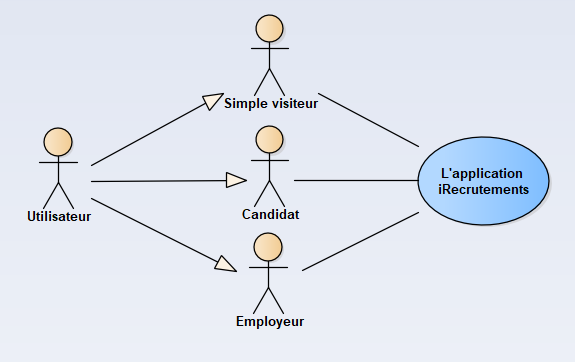 Simple visiteur
Utilisateur
Candidat
L'application
iRecrutements
Employeur